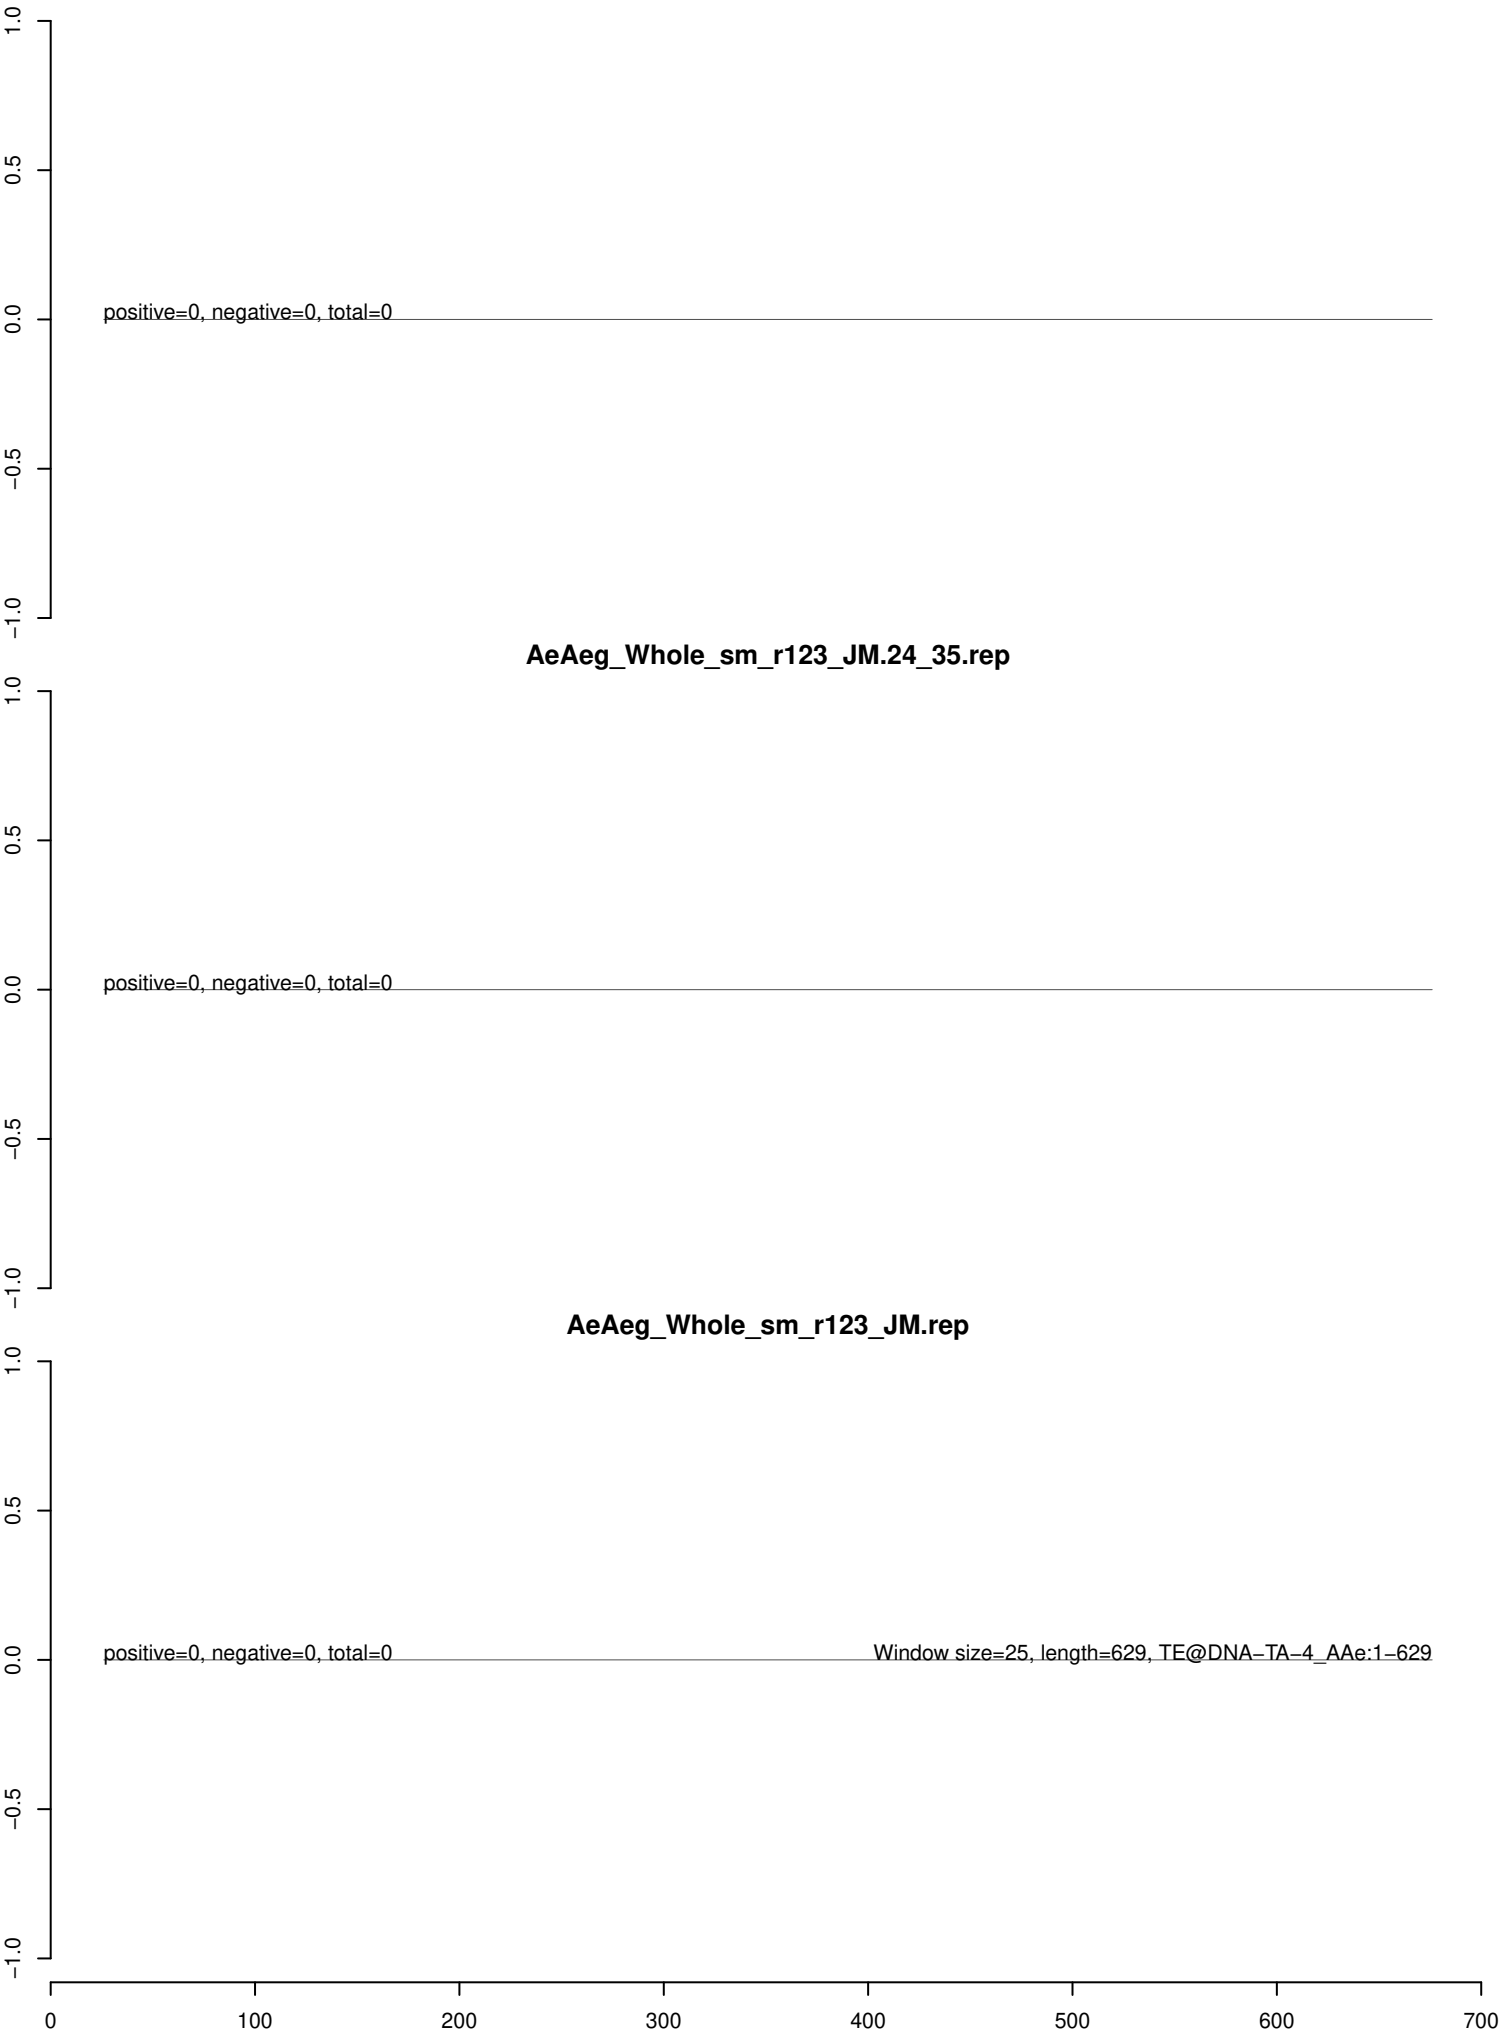 1.0
0.5
0.0
−0.5
−1.0
positive=0, negative=0, total=0
AeAeg_Whole_sm_r123_JM.24_35.rep
1.0
0.5
0.0
−0.5
−1.0
positive=0, negative=0, total=0
AeAeg_Whole_sm_r123_JM.rep
1.0
0.5
0.0
−0.5
−1.0
positive=0, negative=0, total=0
Window size=25, length=629, TE@DNA−TA−4_AAe:1−629
0 100 200 300 400 500 600 700